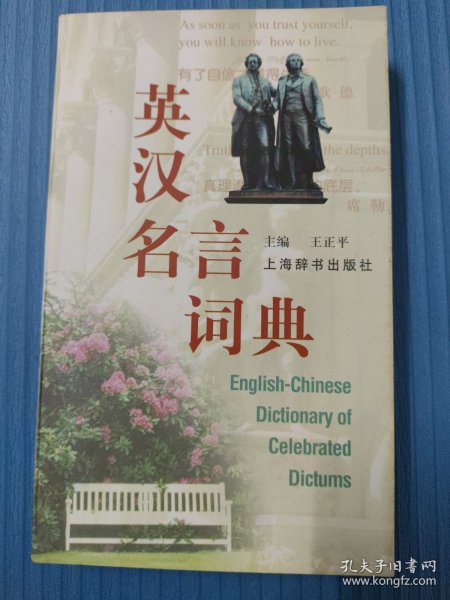 As soon as you trust yourself,
you will know how to live.
有了自信
歌德
the depths
真理
底层。
席勒
英汉名言词典
主编 王正平
上海辞书出版社
English-Chinese
Dictionary of
Celebrated
Dictums
孔夫子旧书网
www.kongfz.com